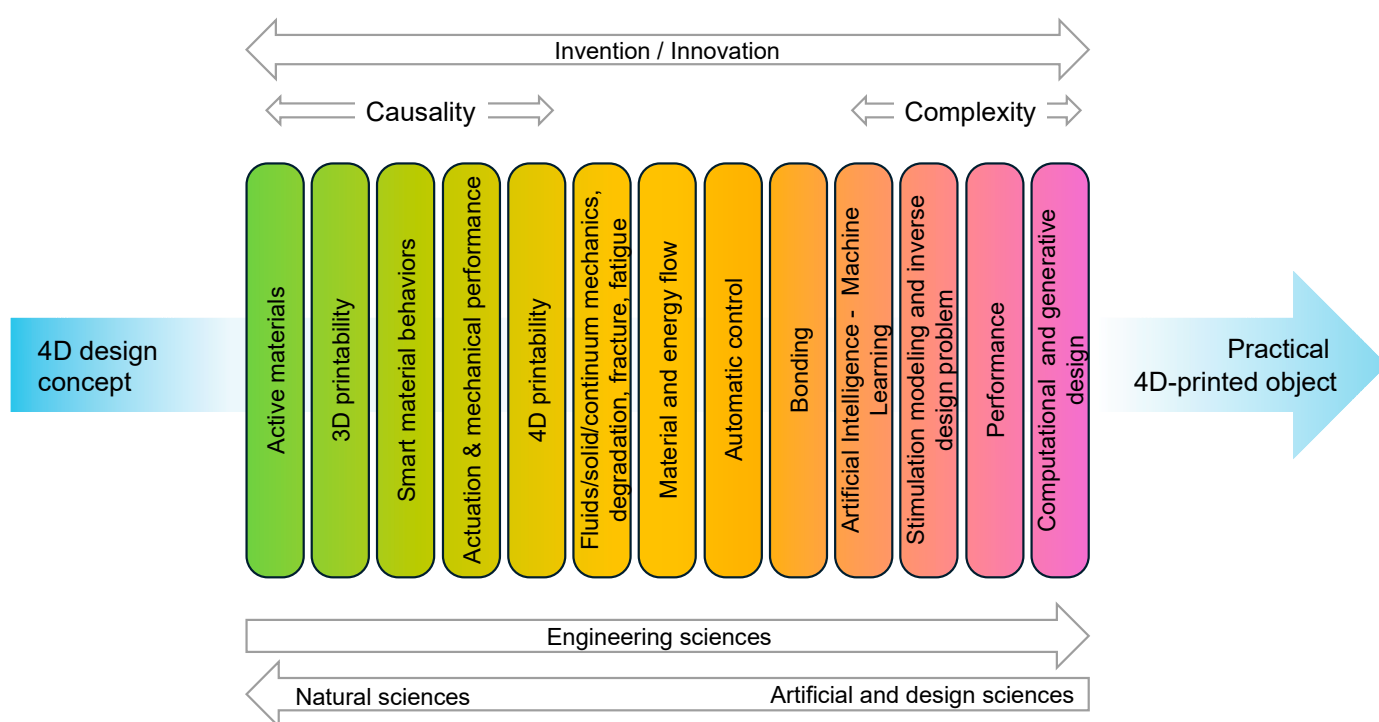 Invention / Innovation
Causality
Complexity
4D design
concept
Active materials
3D printability
Smart material behaviors
Actuation & mechanical performance
4D printability
Fluids/solid/continuum mechanics,
degradation, fracture, fatigue
Material and energy flow
Automatic control
Bonding
Artificial Intelligence -  Machine
Learning
Stimulation modeling and inverse
design problem
Performance
Computational  and generative
design
Practical
4D-printed object
Engineering sciences
Natural sciences
Artificial and design sciences